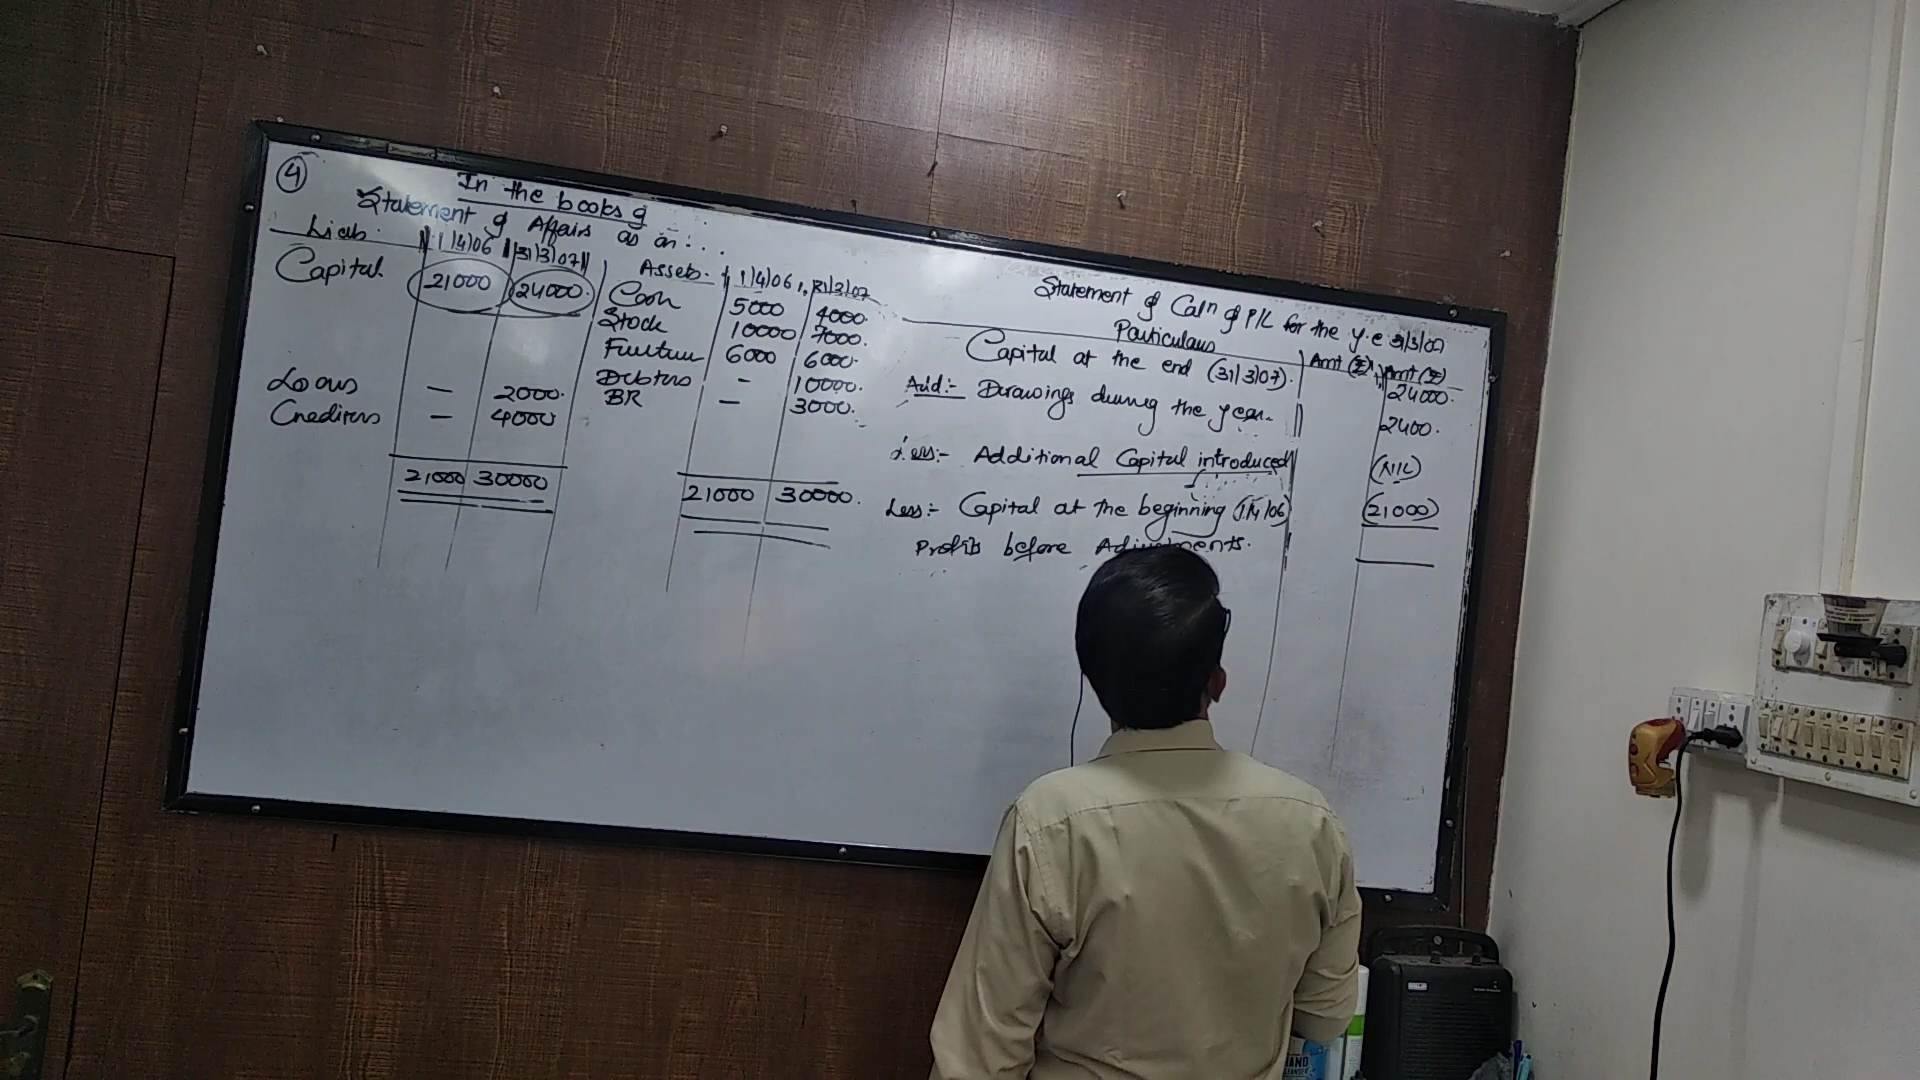 4
In the books of ....
Statement of Affairs as on...
Liab. 1/4/06 31/3/07 Assets. 1/4/06 31/3/07
Capital 21000 24000. Cash 5000 4000.
Stock 10000 7000.
Furniture 6000 6000.
Loans - 2000. Debtors - 10000.
Creditors - 4000 BR - 3000.
21000 30000 21000 30000.
Statement of Caln of P/L for the y.e 31/3/07
Particulars Amt (₹) Amt (₹)
Capital at the end (31/3/07). 24000.
Add:- Drawings during the year. 2400.
Less:- Additional Capital introduced (NIL)
Less:- Capital at the beginning (1/4/06) (21000)
Profit before Adjustments.
HAND